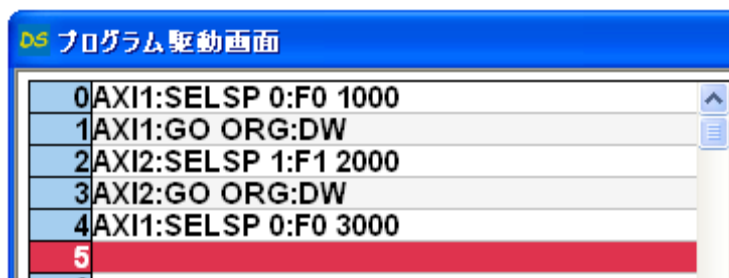 DS プログラム駆動画面
0 AXI1:SELSP 0:F0 1000
1 AXI1:GO ORG:DW
2 AXI2:SELSP 1:F1 2000
3 AXI2:GO ORG:DW
4 AXI1:SELSP 0:F0 3000
5